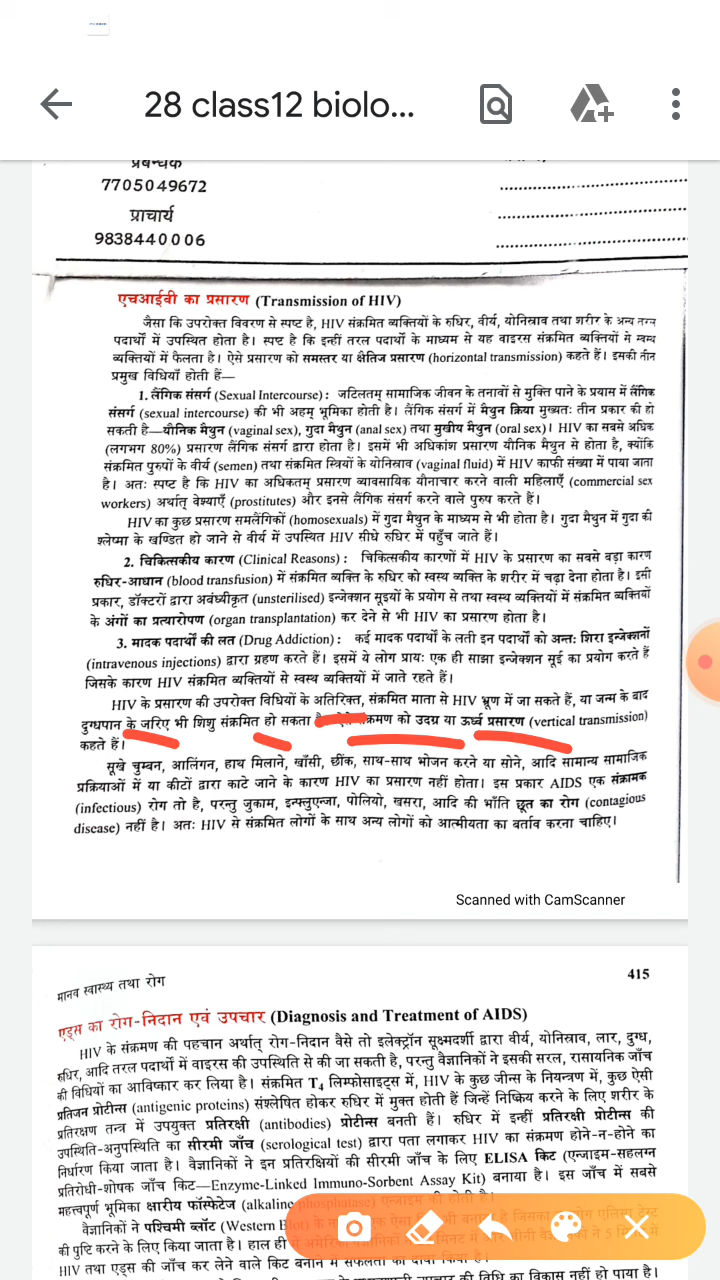 28 class12 biolo...
प्रबन्धक
7705049672
प्राचार्य
9838440006
एचआईवी का प्रसारण (Transmission of HIV)
जैसा कि उपरोक्त विवरण से स्पष्ट है, HIV संक्रमित व्यक्तियों के रुधिर, वीर्य, योनिस्राव तथा शरीर के अन्य तरल
पदार्थों में उपस्थित होता है। स्पष्ट है कि इन्हीं तरल पदार्थों के माध्यम से यह वाइरस संक्रमित व्यक्तियों से स्वस्थ
व्यक्तियों में फैलता है। ऐसे प्रसारण को समस्तर या क्षैतिज प्रसारण (horizontal transmission) कहते हैं। इसकी तीन
प्रमुख विधियाँ होती हैं—
1. लैंगिक संसर्ग (Sexual Intercourse) : जटिलतम् सामाजिक जीवन के तनावों से मुक्ति पाने के प्रयास में लैंगिक
संसर्ग (sexual intercourse) की भी अहम् भूमिका होती है। लैंगिक संसर्ग में मैथुन क्रिया मुख्यतः तीन प्रकार की हो
सकती है—यौनिक मैथुन (vaginal sex), गुदा मैथुन (anal sex) तथा मुखीय मैथुन (oral sex)। HIV का सबसे अधिक
(लगभग 80%) प्रसारण लैंगिक संसर्ग द्वारा होता है। इसमें भी अधिकांश प्रसारण यौनिक मैथुन से होता है, क्योंकि
संक्रमित पुरुषों के वीर्य (semen) तथा संक्रमित स्त्रियों के योनिस्राव (vaginal fluid) में HIV काफी संख्या में पाया जाता
है। अतः स्पष्ट है कि HIV का अधिकतम् प्रसारण व्यावसायिक यौनाचार करने वाली महिलाएँ (commercial sex
workers) अर्थात् वेश्याएँ (prostitutes) और इनसे लैंगिक संसर्ग करने वाले पुरुष करते हैं।
HIV का कुछ प्रसारण समलैंगिकों (homosexuals) में गुदा मैथुन के माध्यम से भी होता है। गुदा मैथुन में गुदा की
श्लेष्मा के खण्डित हो जाने से वीर्य में उपस्थित HIV सीधे रुधिर में पहुँच जाते हैं।
2. चिकित्सकीय कारण (Clinical Reasons) : चिकित्सकीय कारणों में HIV के प्रसारण का सबसे बड़ा कारण
रुधिर-आधान (blood transfusion) में संक्रमित व्यक्ति के रुधिर को स्वस्थ व्यक्ति के शरीर में चढ़ा देना होता है। इसी
प्रकार, डॉक्टरों द्वारा अबंध्यीकृत (unsterilised) इन्जेक्शन सूइयों के प्रयोग से तथा स्वस्थ व्यक्तियों में संक्रमित व्यक्तियों
के अंगों का प्रत्यारोपण (organ transplantation) कर देने से भी HIV का प्रसारण होता है।
3. मादक पदार्थों की लत (Drug Addiction) : कई मादक पदार्थों के लती इन पदार्थों को अन्तः शिरा इन्जेक्शनों
(intravenous injections) द्वारा ग्रहण करते हैं। इसमें ये लोग प्रायः एक ही साझा इन्जेक्शन सूई का प्रयोग करते हैं
जिसके कारण HIV संक्रमित व्यक्तियों से स्वस्थ व्यक्तियों में जाते रहते हैं।
HIV के प्रसारण की उपरोक्त विधियों के अतिरिक्त, संक्रमित माता से HIV भ्रूण में जा सकते हैं, या जन्म के बाद
दुग्धपान के जरिए भी शिशु संक्रमित हो सकता को उदग्र या ऊर्ध्व प्रसारण (vertical transmission)
कहते हैं।
सूखे चुम्बन, आलिंगन, हाथ मिलाने, खाँसी, छींक, साथ-साथ भोजन करने या सोने, आदि सामान्य सामाजिक
प्रक्रियाओं में या कीटों द्वारा काटे जाने के कारण HIV का प्रसारण नहीं होता। इस प्रकार AIDS एक संक्रामक
(infectious) रोग तो है, परन्तु जुकाम, इन्फ्लुएन्जा, पोलियो, खसरा, आदि की भाँति छूत का रोग (contagious
disease) नहीं है। अतः HIV से संक्रमित लोगों के साथ अन्य लोगों को आत्मीयता का बर्ताव करना चाहिए।
Scanned with CamScanner
मानव स्वास्थ्य तथा रोग 415
एड्स का रोग-निदान एवं उपचार (Diagnosis and Treatment of AIDS)
HIV के संक्रमण की पहचान अर्थात् रोग-निदान वैसे तो इलेक्ट्रॉन सूक्ष्मदर्शी द्वारा वीर्य, योनिस्राव, लार, दुग्ध,
रुधिर, आदि तरल पदार्थों में वाइरस की उपस्थिति से की जा सकती है, परन्तु वैज्ञानिकों ने इसकी सरल, रासायनिक जाँच
की विधियों का आविष्कार कर लिया है। संक्रमित T₄ लिम्फोसाइट्स में, HIV के कुछ जीन्स के नियन्त्रण में, कुछ ऐसी
प्रतिजन प्रोटीन्स (antigenic proteins) संश्लेषित होकर रुधिर में मुक्त होती हैं जिन्हें निष्क्रिय करने के लिए शरीर के
प्रतिरक्षण तन्त्र में उपयुक्त प्रतिरक्षी (antibodies) प्रोटीन्स बनती हैं। रुधिर में इन्हीं प्रतिरक्षी प्रोटीन्स की
उपस्थिति-अनुपस्थिति का सीरमी जाँच (serological test) द्वारा पता लगाकर HIV का संक्रमण होने-न-होने का
निर्धारण किया जाता है। वैज्ञानिकों ने इन प्रतिरक्षियों की सीरमी जाँच के लिए ELISA किट (एन्जाइम-सहलग्न
प्रतिरोधी-शोषक जाँच किट—Enzyme-Linked Immuno-Sorbent Assay Kit) बनाया है। इस जाँच में सबसे
महत्त्वपूर्ण भूमिका क्षारीय फॉस्फेटेज (alkaline phosphatase) एन्जाइम की होती है।
वैज्ञानिकों ने पश्चिमी ब्लॉट (Western
की पुष्टि करने के लिए किया जाता है। हाल ही
HIV तथा एड्स की जाँच कर लेने वाले किट बनाने में सफलता
की विधि का विकास नहीं हो पाया है।